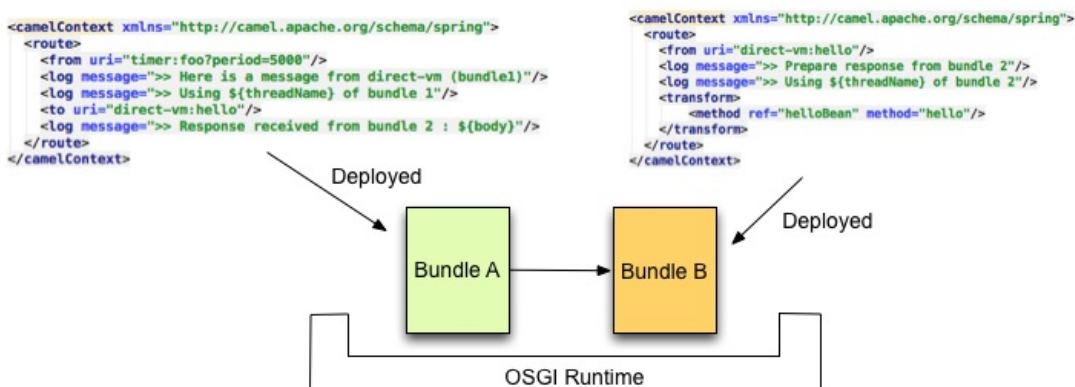 <camelContext xmlns="http://camel.apache.org/schema/spring">
<route>
<from uri="timer:foo?period=5000"/>
<log message=">> Here is a message from direct-vm (bundle1)"/>
<log message=">> Using ${threadName} of bundle 1"/>
<to uri="direct-vm:hello"/>
<log message=">> Response received from bundle 2 : ${body}"/>
</route>
</camelContext>
<camelContext xmlns="http://camel.apache.org/schema/spring">
<route>
<from uri="direct-vm:hello"/>
<log message=">> Prepare response from bundle 2"/>
<log message=">> Using ${threadName} of bundle 2"/>
<transform>
<method ref="helloBean" method="hello"/>
</transform>
</route>
</camelContext>
Deployed
Deployed
Bundle A
Bundle B
OSGI Runtime